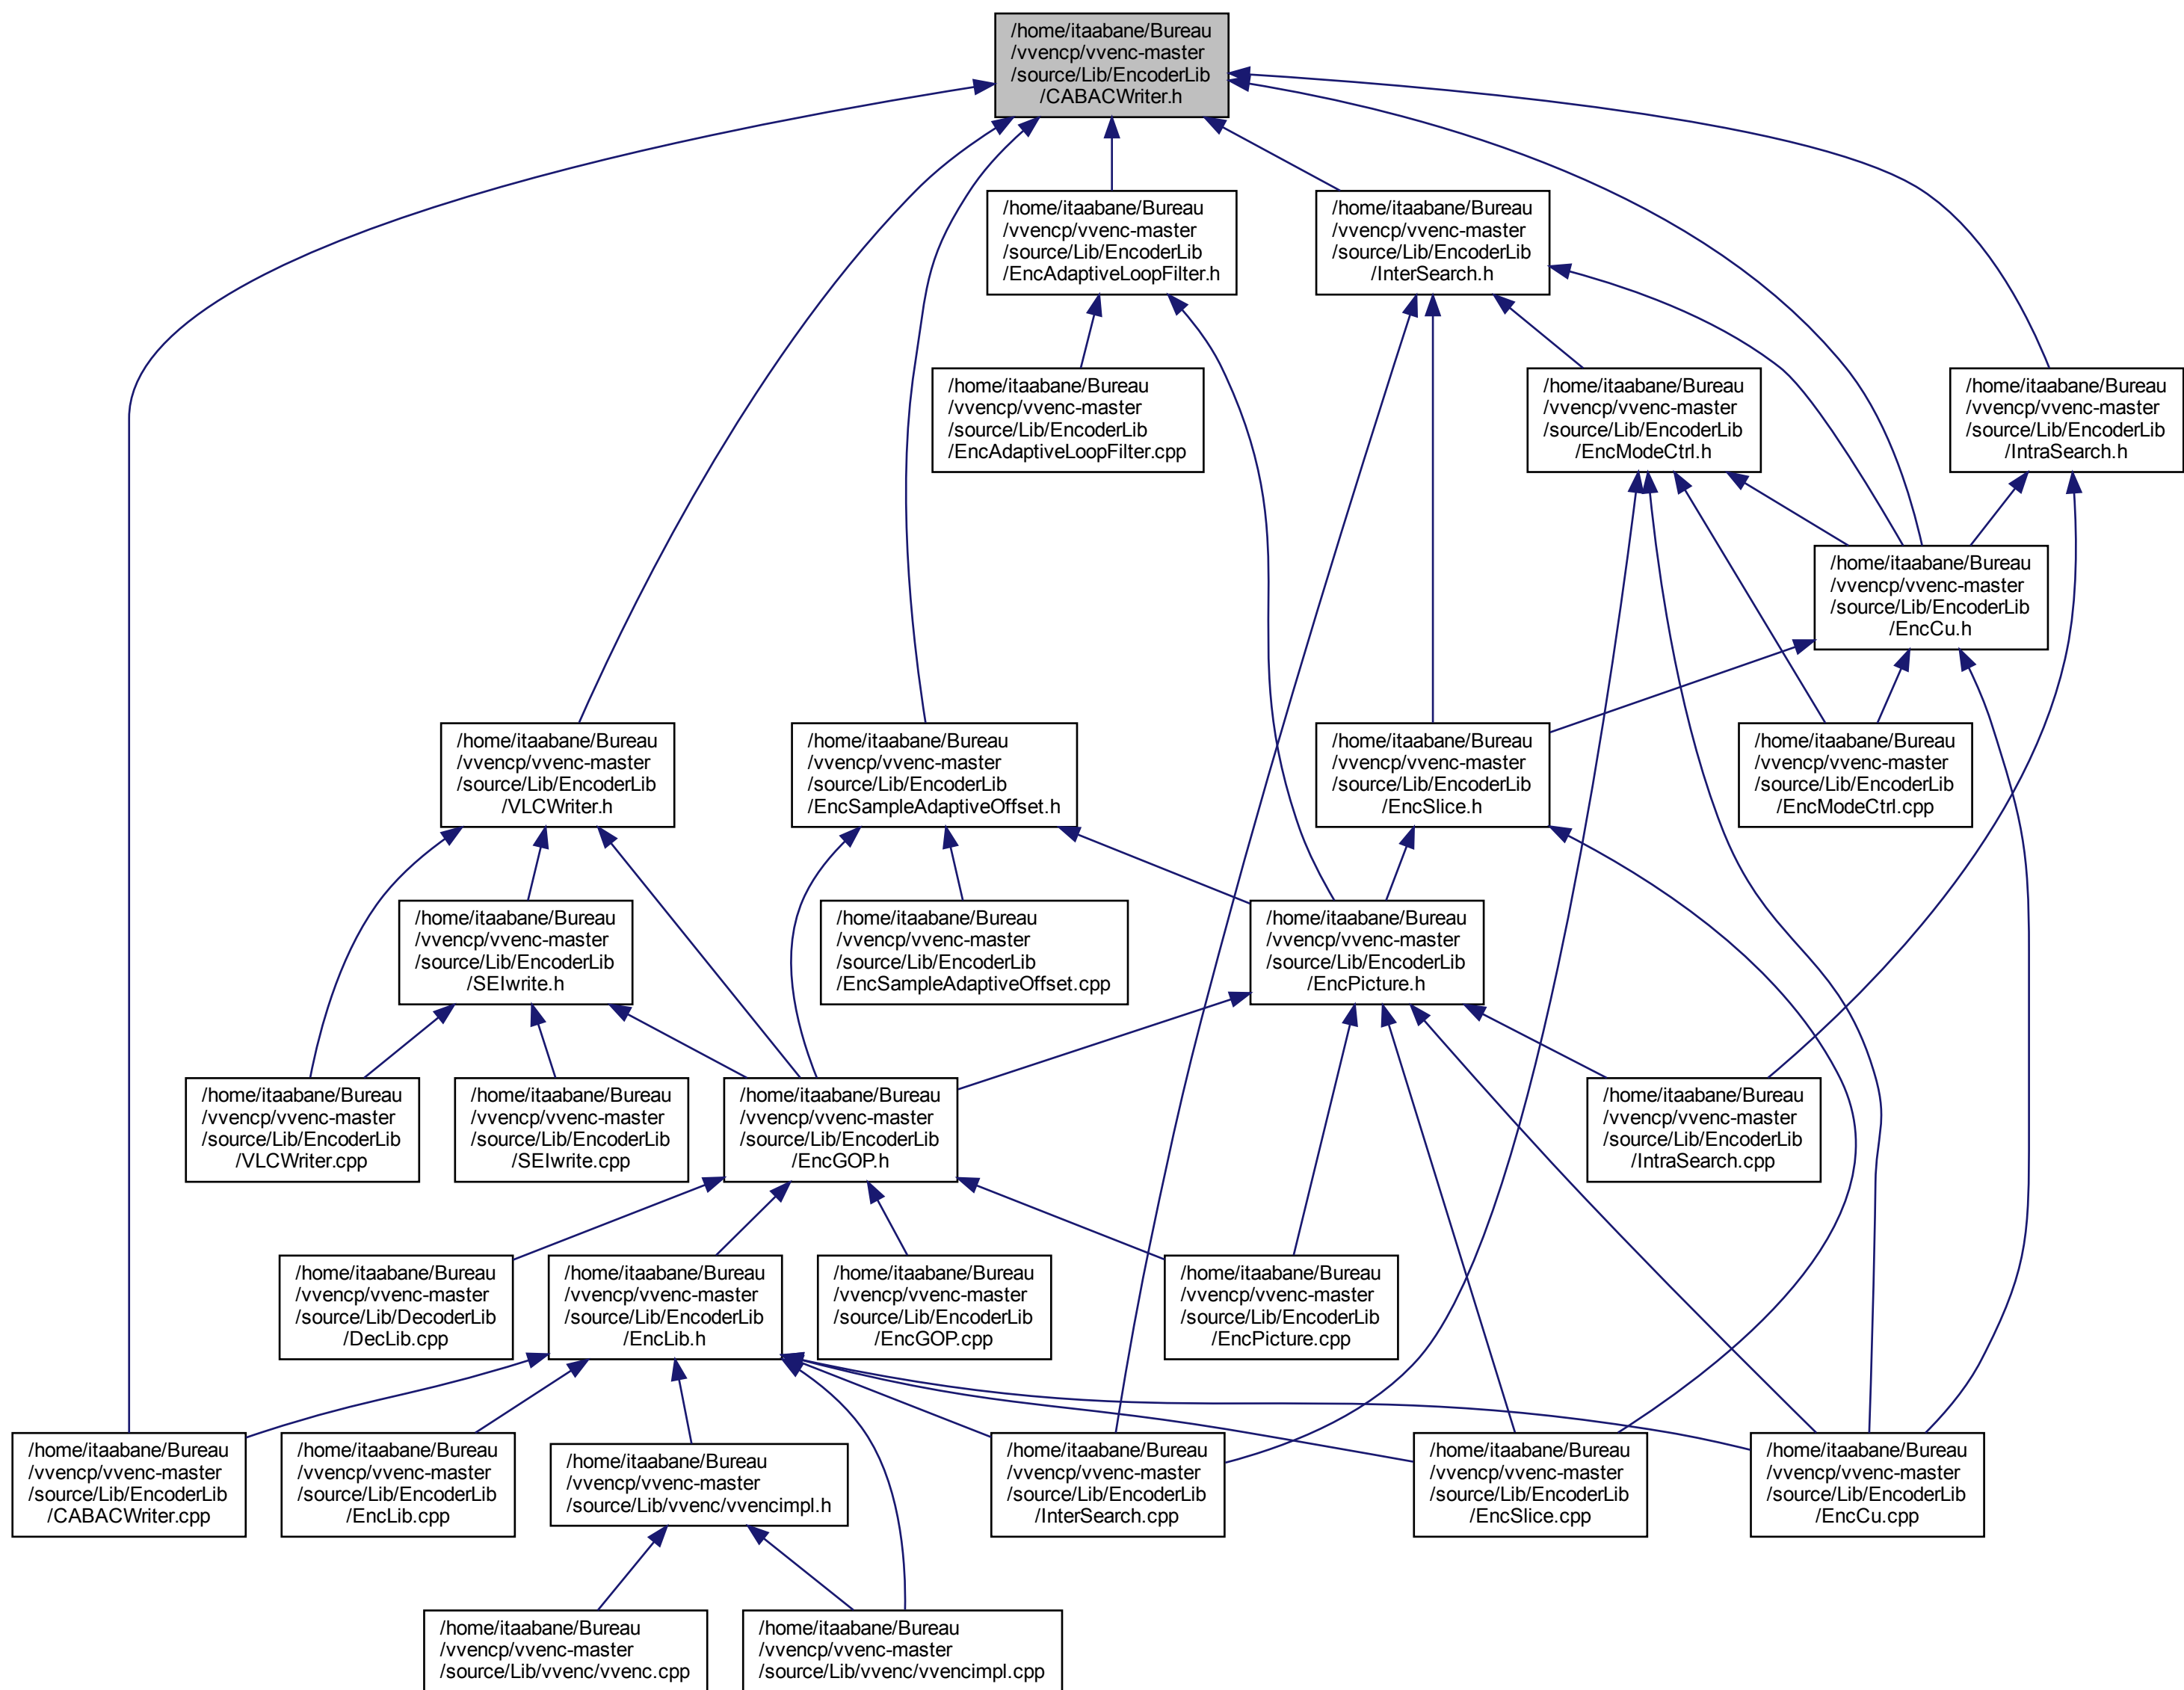 /home/itaabane/Bureau
/vvencp/vvenc-master
/source/Lib/EncoderLib
/CABACWriter.h
/home/itaabane/Bureau
/vvencp/vvenc-master
/source/Lib/EncoderLib
/EncAdaptiveLoopFilter.h
/home/itaabane/Bureau
/vvencp/vvenc-master
/source/Lib/EncoderLib
/InterSearch.h
/home/itaabane/Bureau
/vvencp/vvenc-master
/source/Lib/EncoderLib
/EncAdaptiveLoopFilter.cpp
/home/itaabane/Bureau
/vvencp/vvenc-master
/source/Lib/EncoderLib
/EncModeCtrl.h
/home/itaabane/Bureau
/vvencp/vvenc-master
/source/Lib/EncoderLib
/IntraSearch.h
/home/itaabane/Bureau
/vvencp/vvenc-master
/source/Lib/EncoderLib
/EncCu.h
/home/itaabane/Bureau
/vvencp/vvenc-master
/source/Lib/EncoderLib
/VLCWriter.h
/home/itaabane/Bureau
/vvencp/vvenc-master
/source/Lib/EncoderLib
/EncSampleAdaptiveOffset.h
/home/itaabane/Bureau
/vvencp/vvenc-master
/source/Lib/EncoderLib
/EncSlice.h
/home/itaabane/Bureau
/vvencp/vvenc-master
/source/Lib/EncoderLib
/EncModeCtrl.cpp
/home/itaabane/Bureau
/vvencp/vvenc-master
/source/Lib/EncoderLib
/SEIwrite.h
/home/itaabane/Bureau
/vvencp/vvenc-master
/source/Lib/EncoderLib
/EncSampleAdaptiveOffset.cpp
/home/itaabane/Bureau
/vvencp/vvenc-master
/source/Lib/EncoderLib
/EncPicture.h
/home/itaabane/Bureau
/vvencp/vvenc-master
/source/Lib/EncoderLib
/VLCWriter.cpp
/home/itaabane/Bureau
/vvencp/vvenc-master
/source/Lib/EncoderLib
/SEIwrite.cpp
/home/itaabane/Bureau
/vvencp/vvenc-master
/source/Lib/EncoderLib
/EncGOP.h
/home/itaabane/Bureau
/vvencp/vvenc-master
/source/Lib/EncoderLib
/IntraSearch.cpp
/home/itaabane/Bureau
/vvencp/vvenc-master
/source/Lib/DecoderLib
/DecLib.cpp
/home/itaabane/Bureau
/vvencp/vvenc-master
/source/Lib/EncoderLib
/EncLib.h
/home/itaabane/Bureau
/vvencp/vvenc-master
/source/Lib/EncoderLib
/EncGOP.cpp
/home/itaabane/Bureau
/vvencp/vvenc-master
/source/Lib/EncoderLib
/EncPicture.cpp
/home/itaabane/Bureau
/vvencp/vvenc-master
/source/Lib/EncoderLib
/CABACWriter.cpp
/home/itaabane/Bureau
/vvencp/vvenc-master
/source/Lib/EncoderLib
/EncLib.cpp
/home/itaabane/Bureau
/vvencp/vvenc-master
/source/Lib/vvenc/vvencimpl.h
/home/itaabane/Bureau
/vvencp/vvenc-master
/source/Lib/EncoderLib
/InterSearch.cpp
/home/itaabane/Bureau
/vvencp/vvenc-master
/source/Lib/EncoderLib
/EncSlice.cpp
/home/itaabane/Bureau
/vvencp/vvenc-master
/source/Lib/EncoderLib
/EncCu.cpp
/home/itaabane/Bureau
/vvencp/vvenc-master
/source/Lib/vvenc/vvenc.cpp
/home/itaabane/Bureau
/vvencp/vvenc-master
/source/Lib/vvenc/vvencimpl.cpp